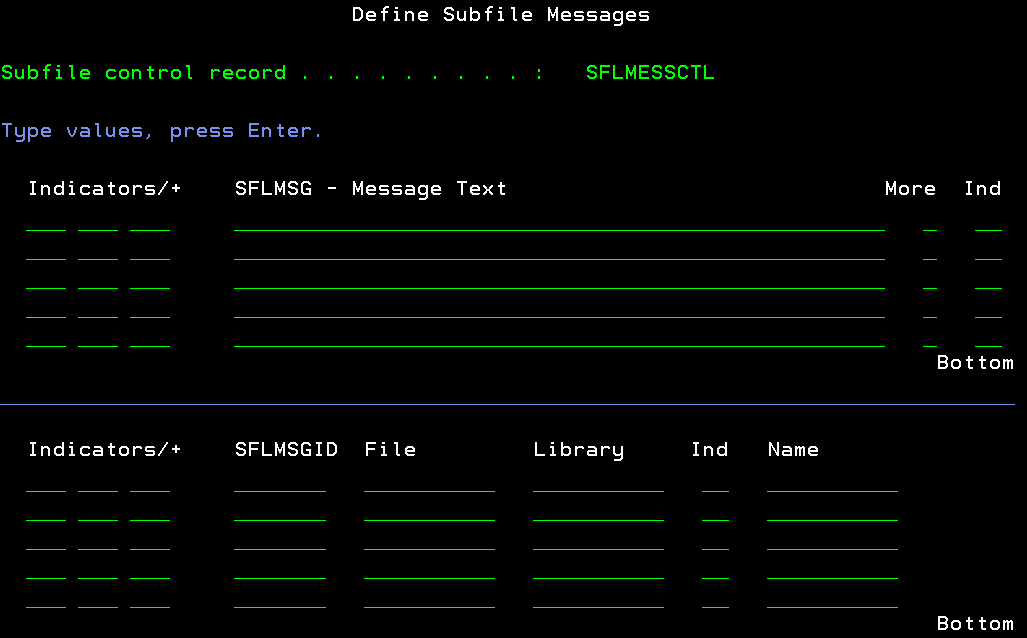 Define Subfile Messages
Subfile control record . . . . . . . . . : SFLMESSCTL
Type values, press Enter.
Indicators/+ SFLMSG - Message Text More Ind
Bottom
Indicators/+ SFLMSGID File Library Ind Name
Bottom